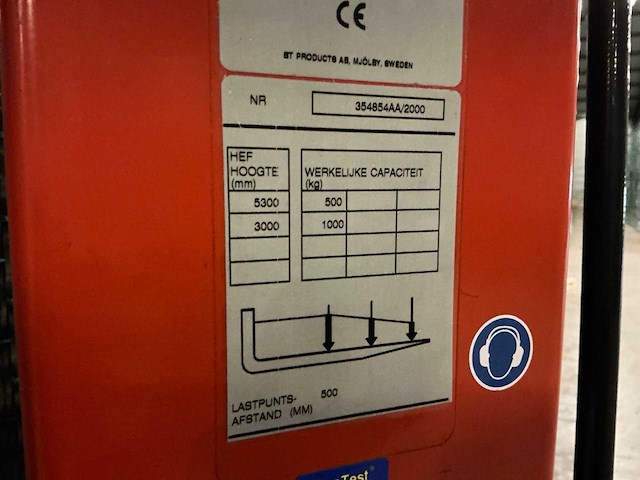 CE
BT PRODUCTS AB, MJÖLBY, SWEDEN
NR 354854AA/2000
HEF
HOOGTE
(mm)
WERKELIJKE CAPACITEIT
(kg)
5300 500
3000 1000
LASTPUNTS-
AFSTAND (MM)
500